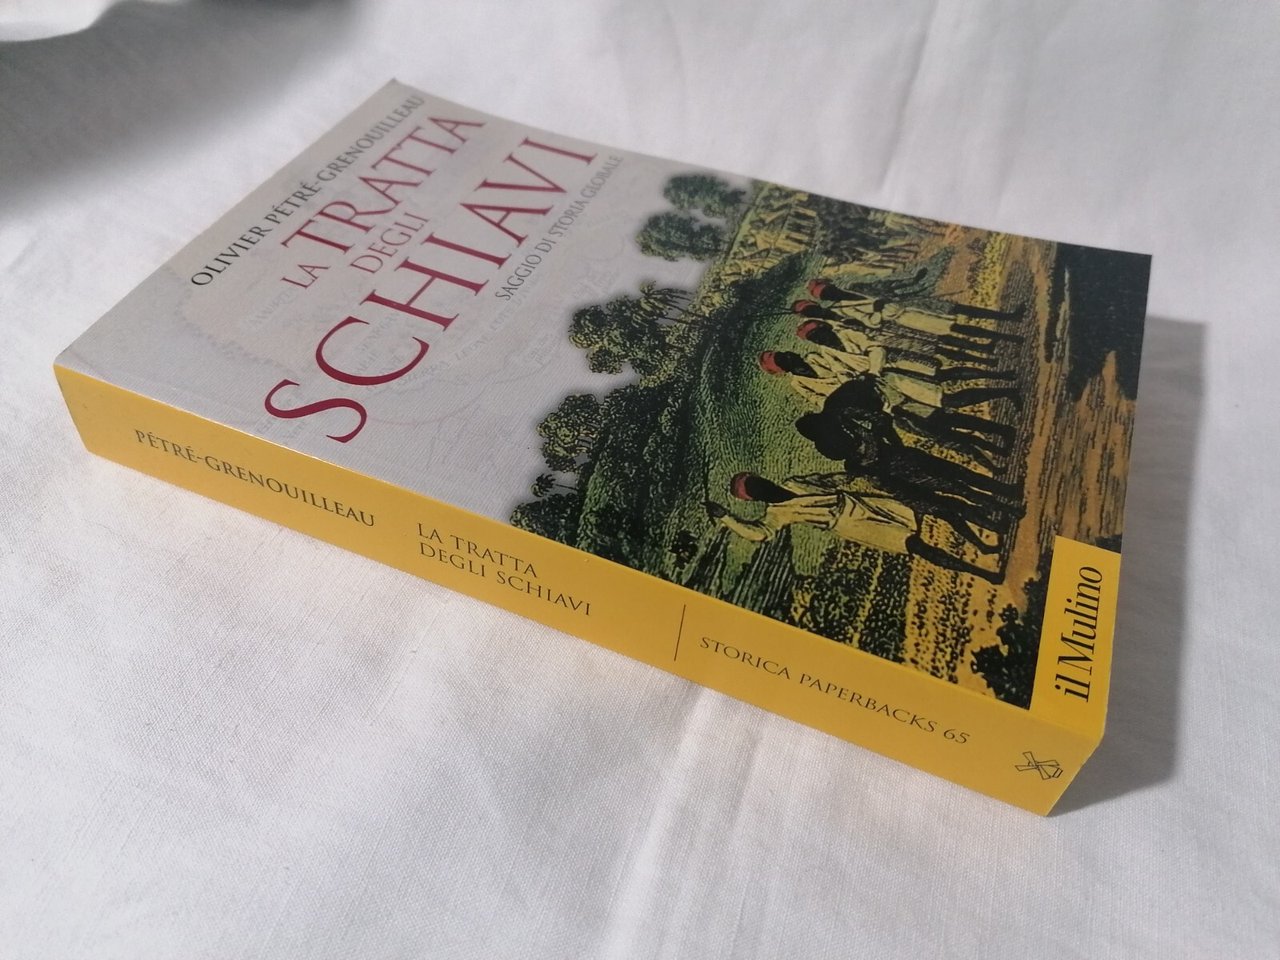 OLIVIER PÉTRÉ-GRENOUILLEAU
LA TRATTA
DEGLI
SCHIAVI
SAGGIO DI STORIA GLOBALE
il Mulino
PÉTRÉ-GRENOUILLEAU
LA TRATTA
DEGLI SCHIAVI
STORICA PAPERBACKS 65